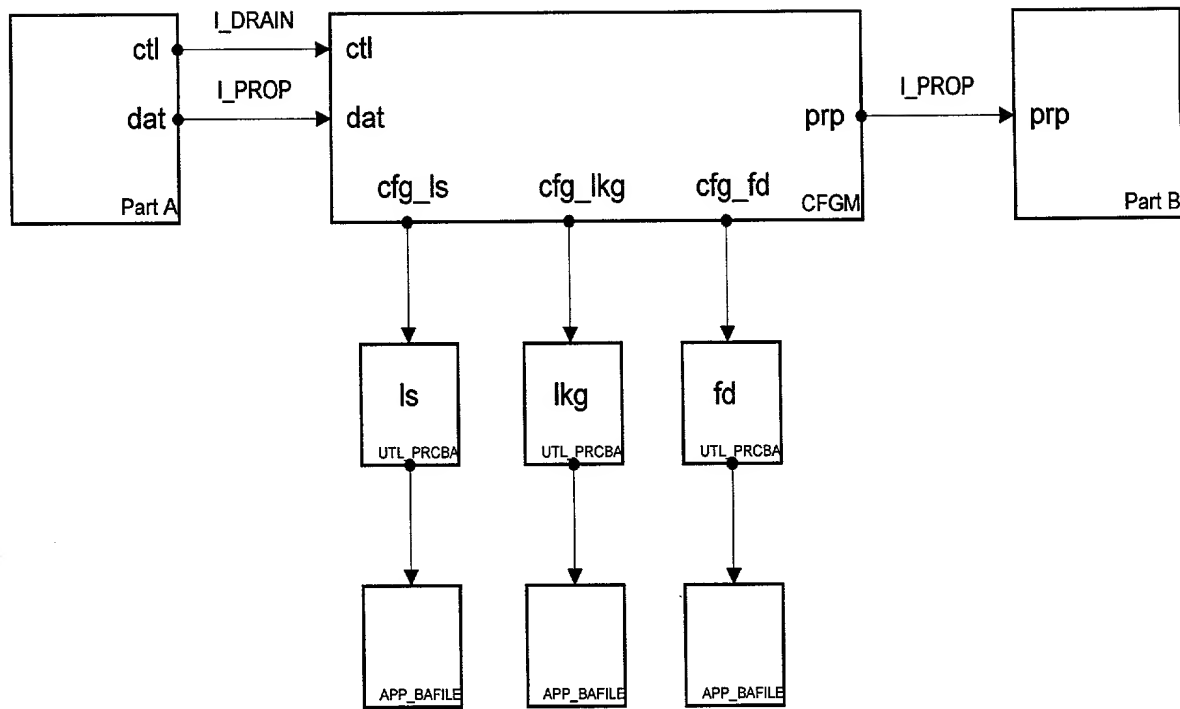 I_DRAIN
ctl
ctl
I_PROP
dat
dat
I_PROP
prp
prp
cfg_ls
cfg_lkg
cfg_fd
Part A
CFGM
Part B
ls
lkg
fd
UTL_PRCBA
UTL_PRCBA
UTL_PRCBA
APP_BAFILE
APP_BAFILE
APP_BAFILE